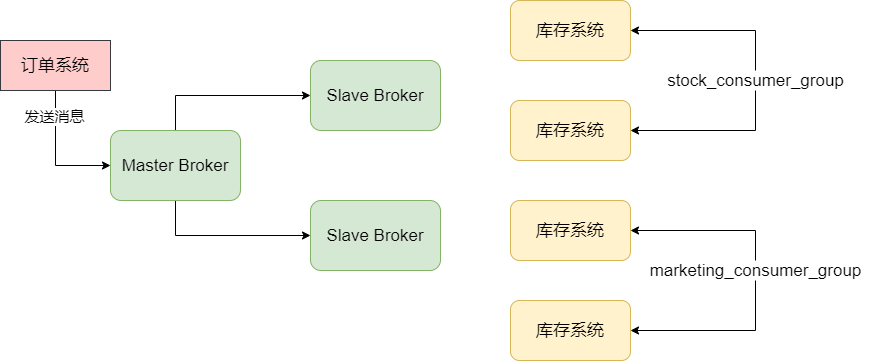 订单系统
发送消息
Master Broker
Slave Broker
Slave Broker
库存系统
库存系统
stock_consumer_group
库存系统
库存系统
marketing_consumer_group